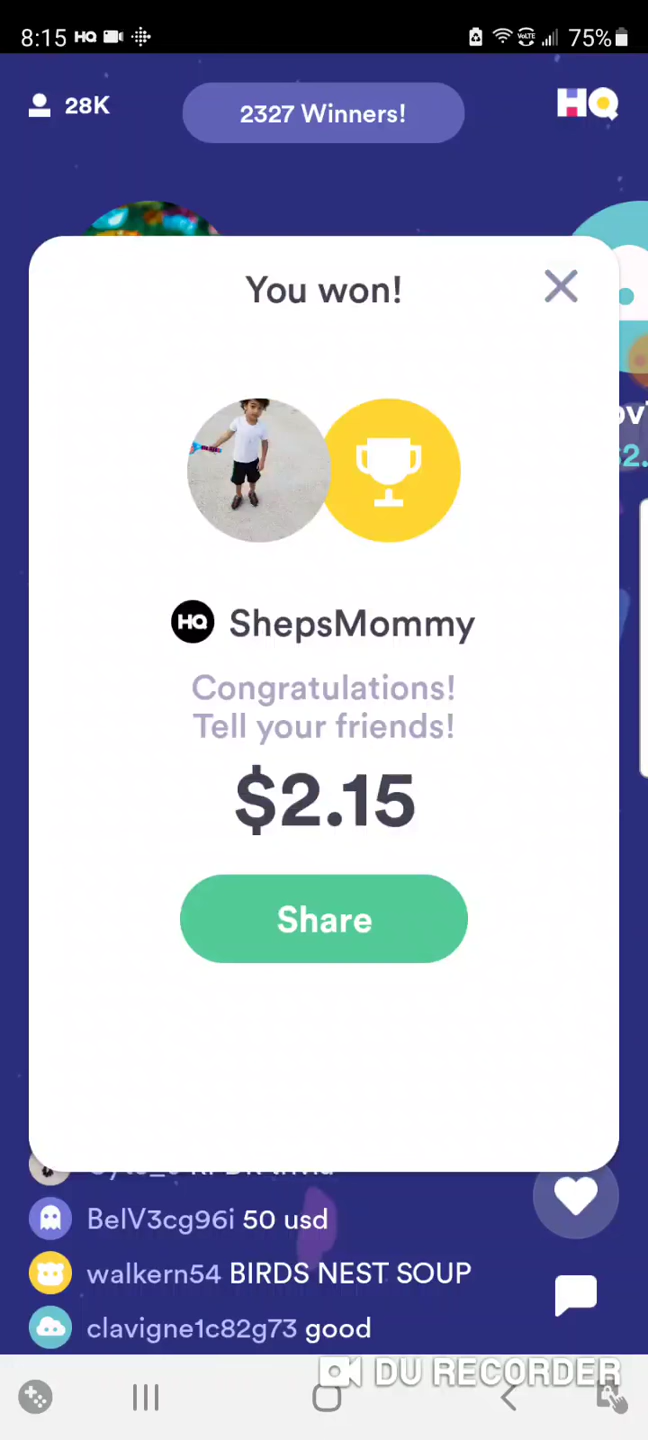 8:15 HQ VoLTE 75%
28K
2327 Winners!
HQ
You won!
HQ ShepsMommy
Congratulations!
Tell your friends!
$2.15
Share
BelV3cg96i 50 usd
walkern54 BIRDS NEST SOUP
clavigne1c82g73 good
DU RECORDER